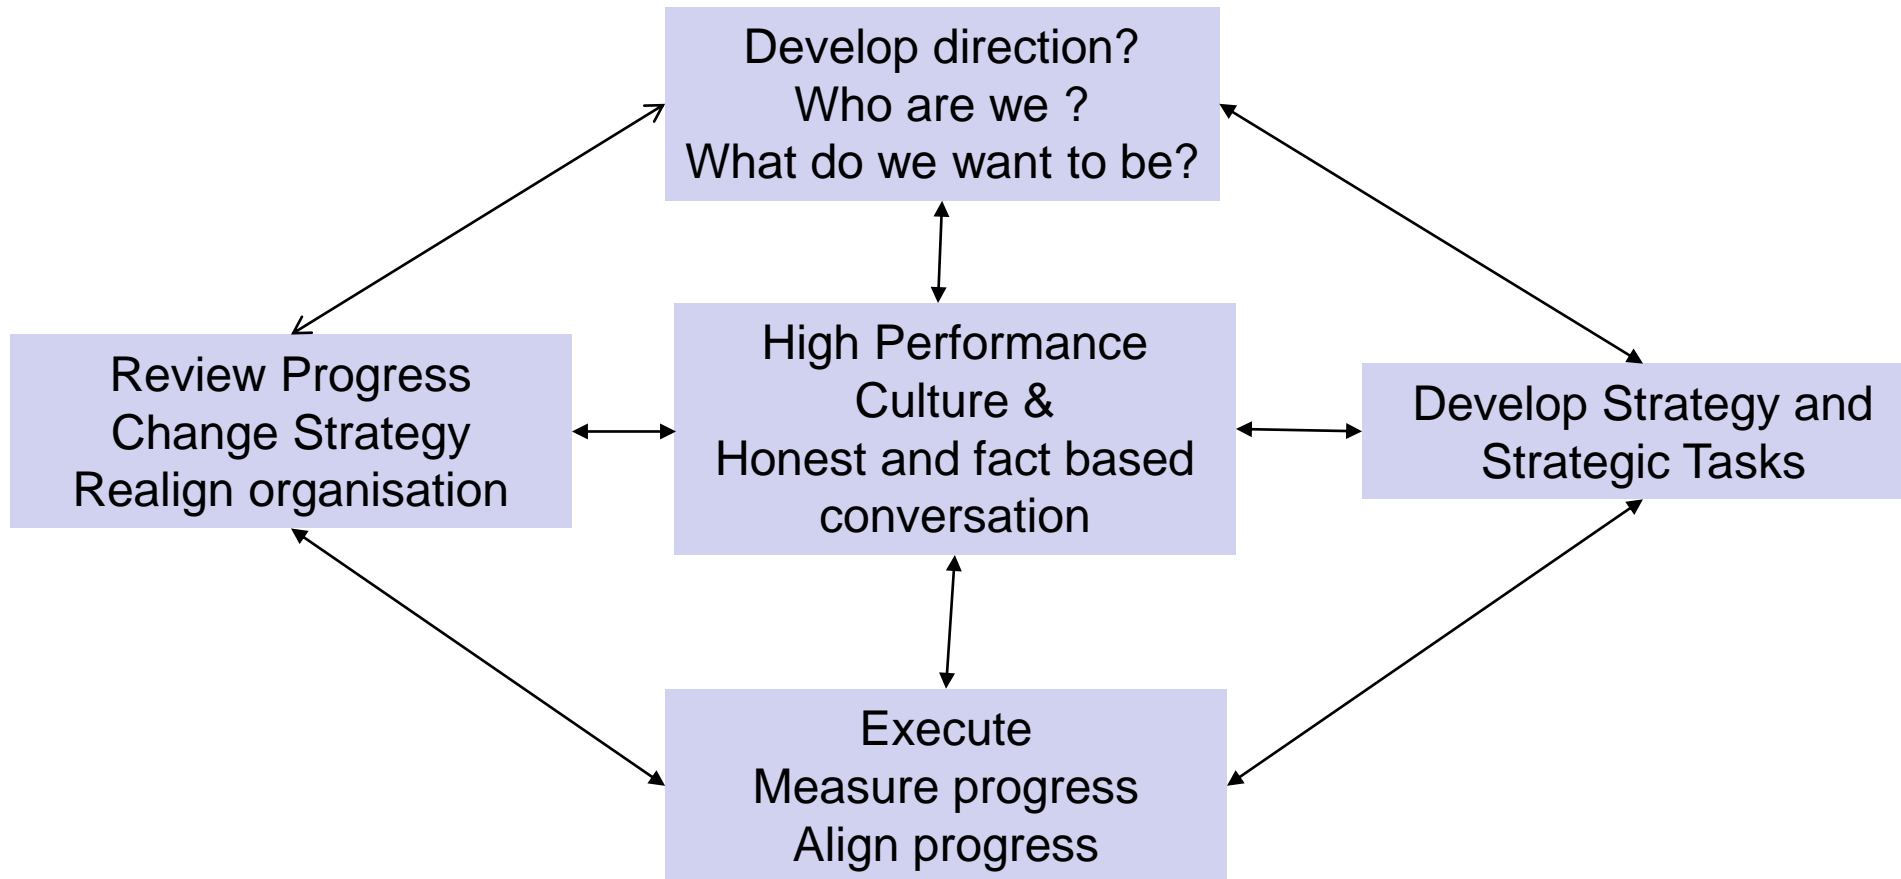 Develop direction?
Who are we ?
What do we want to be?
High Performance
Culture &
Honest and fact based
conversation
Review Progress
Change Strategy
Realign organisation
Develop Strategy and
Strategic Tasks
Execute
Measure progress
Align progress